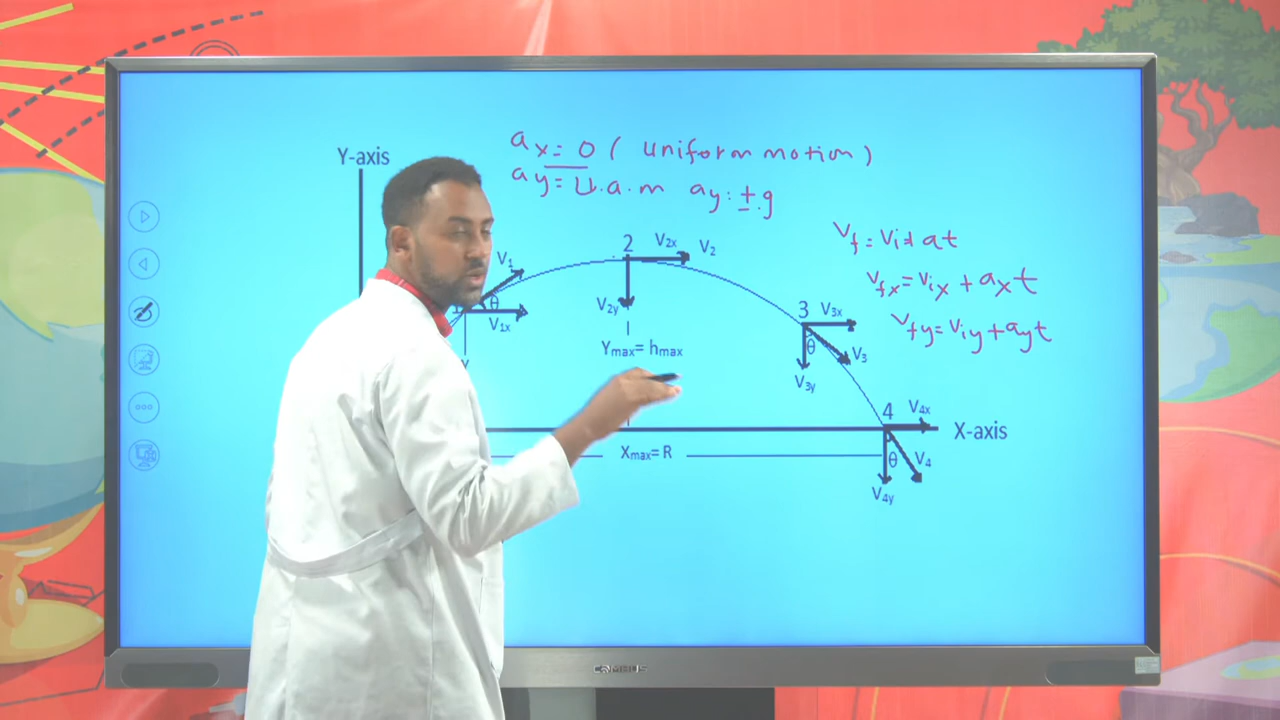 Y-axis
ax=0 ( uniform motion )
ay=U.a.m ay: ±.g
Vf=Vi+at
Vfx=Vix+axt
Vfy=Viy+ayt
V1
θ
V1x
2
V2x
V2
V2y
Ymax= hmax
3
V3x
θ
V3
V3y
4
V4x
X-axis
Xmax= R
θ
V4
V4y